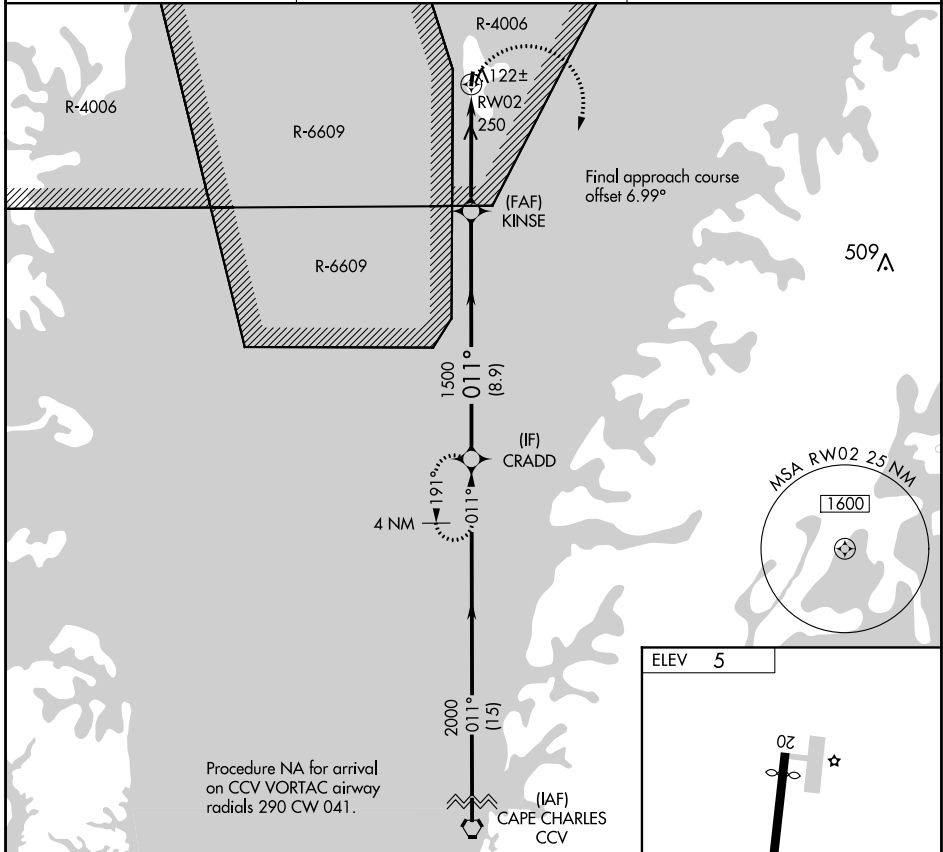 R-4006
R-4006
R-6609
122±
RW02
250
Final approach course
offset 6.99°
(FAF)
KINSE
509
R-6609
1500
011°
(8.9)
(IF)
CRADD
191°
011°
4 NM
MSA RW02 25 NM
1600
ELEV 5
2000
011°
(15)
20
Procedure NA for arrival
on CCV VORTAC airway
radials 290 CW 041.
(IAF)
CAPE CHARLES
CCV